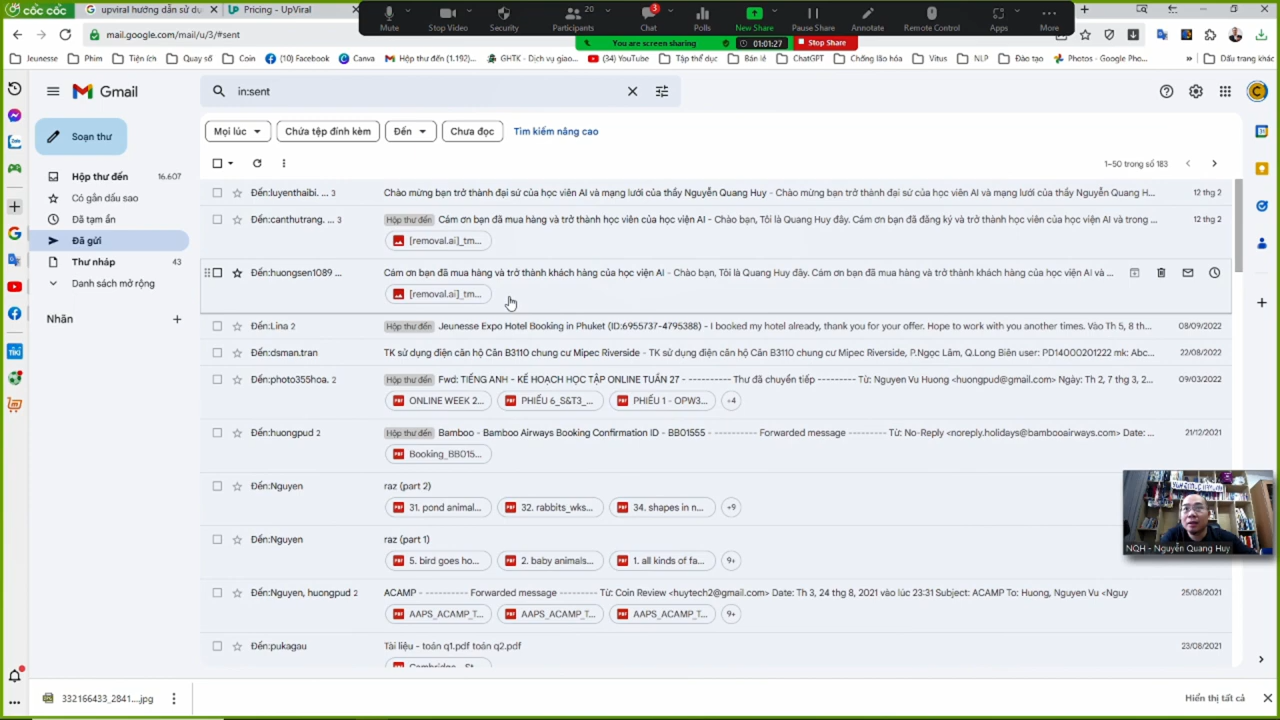 cốc cốc
upviral hướng dẫn sử dụ
Pricing - UpViral
Mute
Stop Video
Security
20
Participants
3
Chat
Polls
New Share
Pause Share
Annotate
Remote Control
Apps
More
mail.google.com/mail/u/3/#sent
You are screen sharing
01:01:27
Stop Share
Jeunesse
Phim
Tiện ích
Quay số
Coin
(10) Facebook
Canva
Hộp thư đến (1.192)...
GHTK - Dịch vụ giao...
(34) YouTube
Tập thể dục
Bán lẻ
ChatGPT
Chống lão hóa
Vitus
NLP
Đào tạo
Photos - Google Pho...
Dấu trang khác
Gmail
in:sent
Soạn thư
Mọi lúc
Chứa tệp đính kèm
Đến
Chưa đọc
Tìm kiếm nâng cao
Hộp thư đến 16.607
Có gắn dấu sao
Đã tạm ẩn
Đã gửi
Thư nháp 43
Danh sách mở rộng
Nhãn
1–50 trong số 183
Đến:luyenthaibi. ... 3 Chào mừng bạn trở thành đại sứ của học viên AI và mạng lưới của thầy Nguyễn Quang Huy - Chào mừng bạn trở thành đại sứ của học viên AI và mạng lưới của thầy Nguyễn Quang H... 12 thg 2
Đến:canthutrang. ... 3 Hộp thư đến Cám ơn bạn đã mua hàng và trở thành học viên của học viện AI - Chào bạn, Tôi là Quang Huy đây. Cám ơn bạn đã đăng ký và trở thành học viên của học viện AI và trong ... 12 thg 2
[removal.ai]_tm...
Đến:huongsen1089 ... Cám ơn bạn đã mua hàng và trở thành khách hàng của học viện AI - Chào bạn, Tôi là Quang Huy đây. Cám ơn bạn đã mua hàng và trở thành khách hàng của học viện AI và ...
[removal.ai]_tm...
Đến:Lina 2 Hộp thư đến Jeunesse Expo Hotel Booking in Phuket (ID:6955737-4795388) - I booked my hotel already, thank you for your offer. Hope to work with you another times. Vào Th 5, 8 th... 08/09/2022
Đến:dsman.tran TK sử dụng điện căn hộ Căn B3110 chung cư Mipec Riverside - TK sử dụng điện căn hộ Căn B3110 chung cư Mipec Riverside, P.Ngọc Lâm, Q.Long Biên user: PD14000201222 mk: Abc... 22/08/2022
Đến:photo355hoa. 2 Hộp thư đến Fwd: TIẾNG ANH - KẾ HOẠCH HỌC TẬP ONLINE TUẦN 27 - ---------- Thư đã chuyển tiếp --------- Từ: Nguyen Vu Huong <huongpud@gmail.com> Ngày: Th 2, 7 thg 3, 2... 09/03/2022
ONLINE WEEK 2...
PHIẾU 6_S&T3_...
PHIẾU 1 - OPW3...
+4
Đến:huongpud 2 Hộp thư đến Bamboo - Bamboo Airways Booking Confirmation ID - BB01555 - ---------- Forwarded message --------- Từ: No-Reply <noreply.holidays@bambooairways.com> Date: ... 21/12/2021
Booking_BB015...
Đến:Nguyen raz (part 2)
31. pond animal...
32. rabbits_wks...
34. shapes in n...
+9
Đến:Nguyen raz (part 1)
5. bird goes ho...
2. baby animals...
1. all kinds of fa...
9+
Đến:Nguyen, huongpud 2 ACAMP - ---------- Forwarded message --------- Từ: Coin Review <huytech2@gmail.com> Date: Th 3, 24 thg 8, 2021 vào lúc 23:31 Subject: ACAMP To: Huong, Nguyen Vu <Nguy 25/08/2021
AAPS_ACAMP_T...
AAPS_ACAMP_T...
AAPS_ACAMP_T...
9+
Đến:pukagau Tài liệu - toán q1.pdf toán q2.pdf 23/08/2021
NQH - Nguyễn Quang Huy
332166433_2841....jpg
Hiển thị tất cả